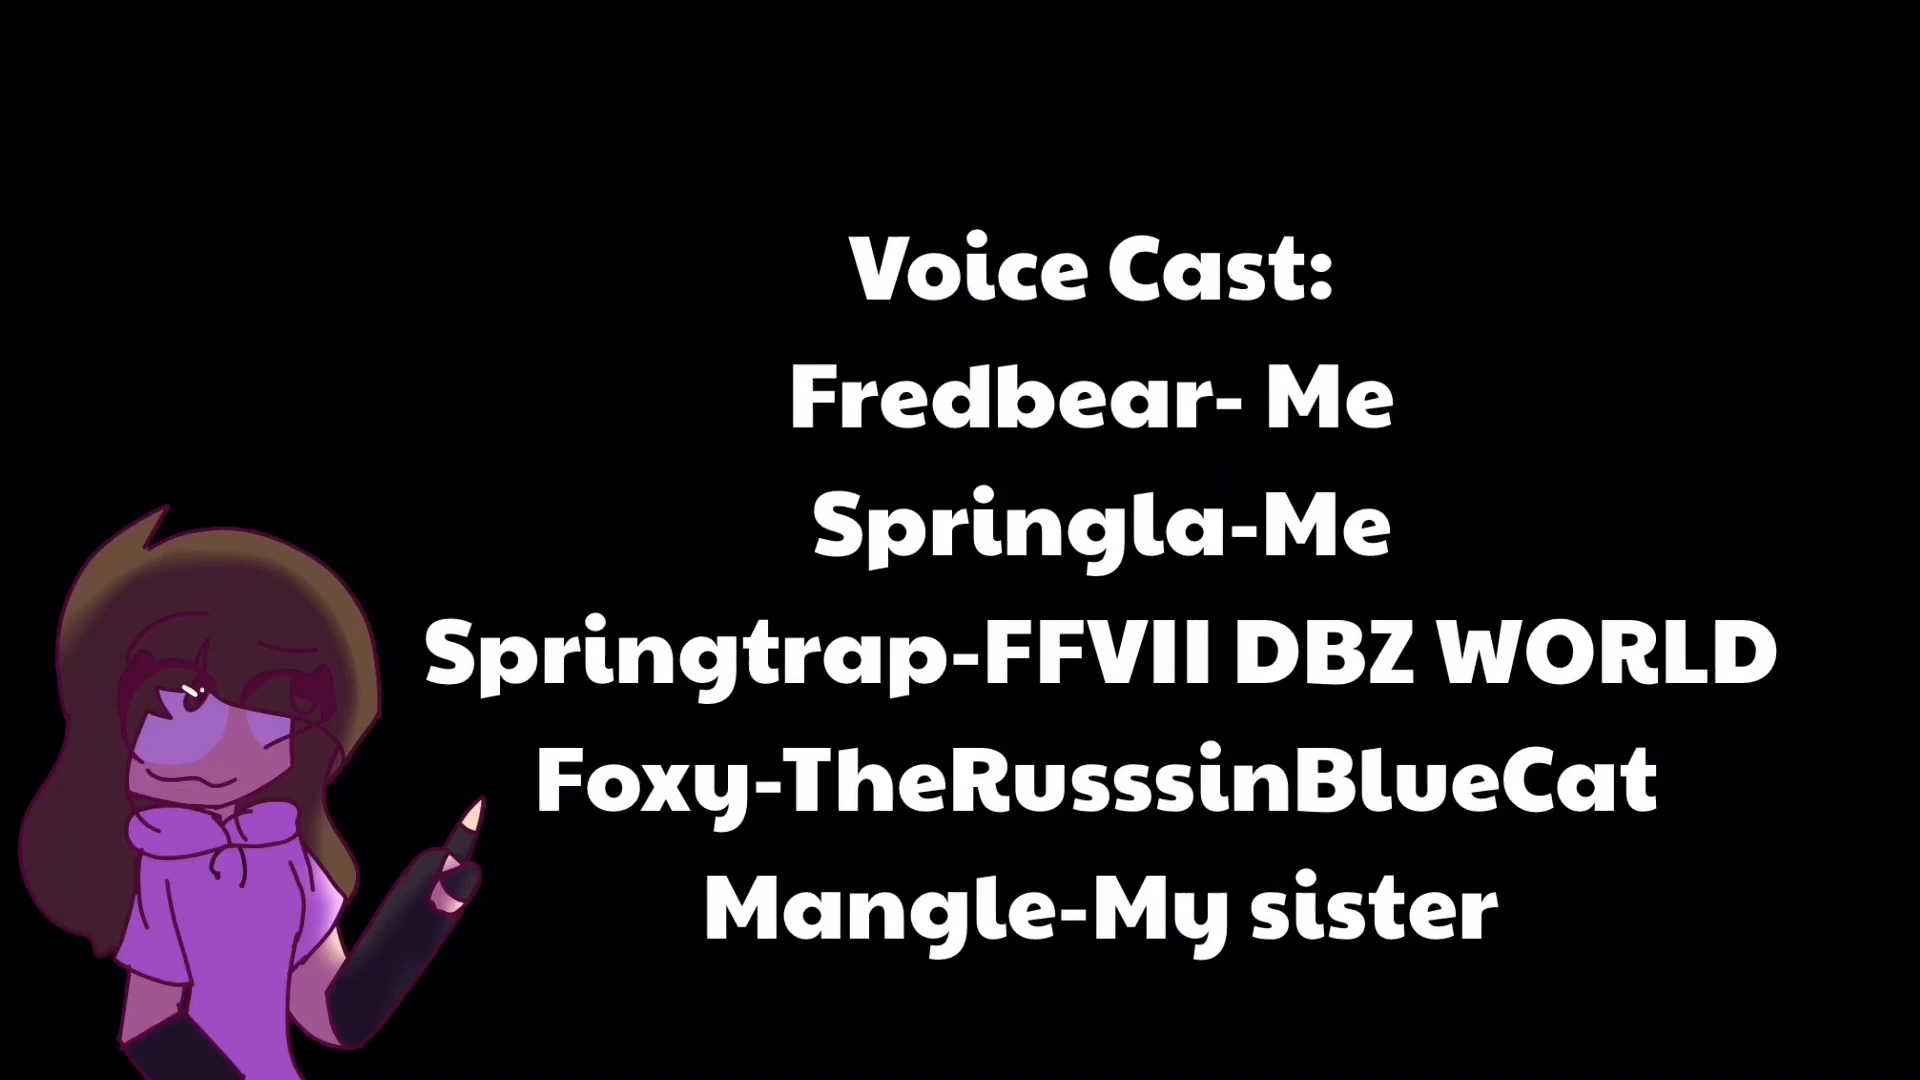 Voice Cast:
Fredbear- Me
Springla-Me
Springtrap-FFVII DBZ WORLD
Foxy-TheRusssinBlueCat
Mangle-My sister